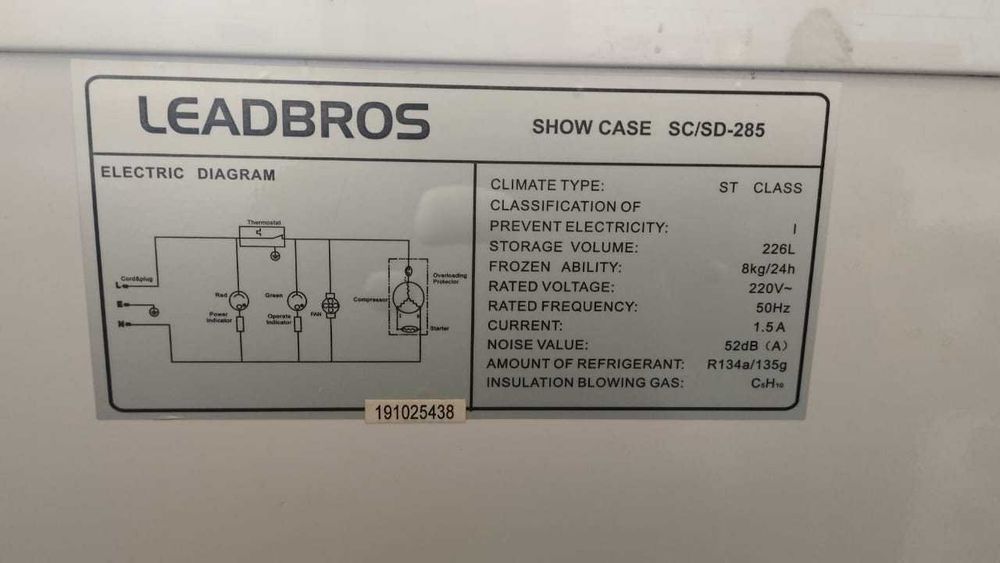 LEADBROS
SHOW CASE SC/SD-285
ELECTRIC DIAGRAM
Thermostat
Cord&plug
L
E
N
Red
Power
Indicator
Green
Operate
Indicator
FAN
Compressor
Overloading
Protector
Starter
CLIMATE TYPE: ST CLASS
CLASSIFICATION OF
PREVENT ELECTRICITY: I
STORAGE VOLUME: 226L
FROZEN ABILITY: 8kg/24h
RATED VOLTAGE: 220V~
RATED FREQUENCY: 50Hz
CURRENT: 1.5A
NOISE VALUE: 52dB（A）
AMOUNT OF REFRIGERANT: R134a/135g
INSULATION BLOWING GAS: C₅H₁₀
191025438